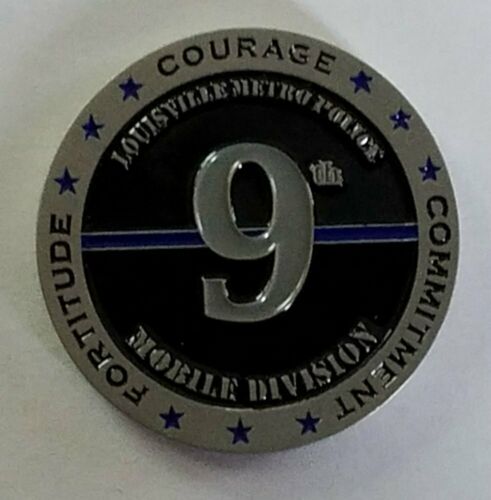 COURAGE
LOUISVILLE METRO POLICE
9th
MOBILE DIVISION
FORTITUDE
COMMITMENT